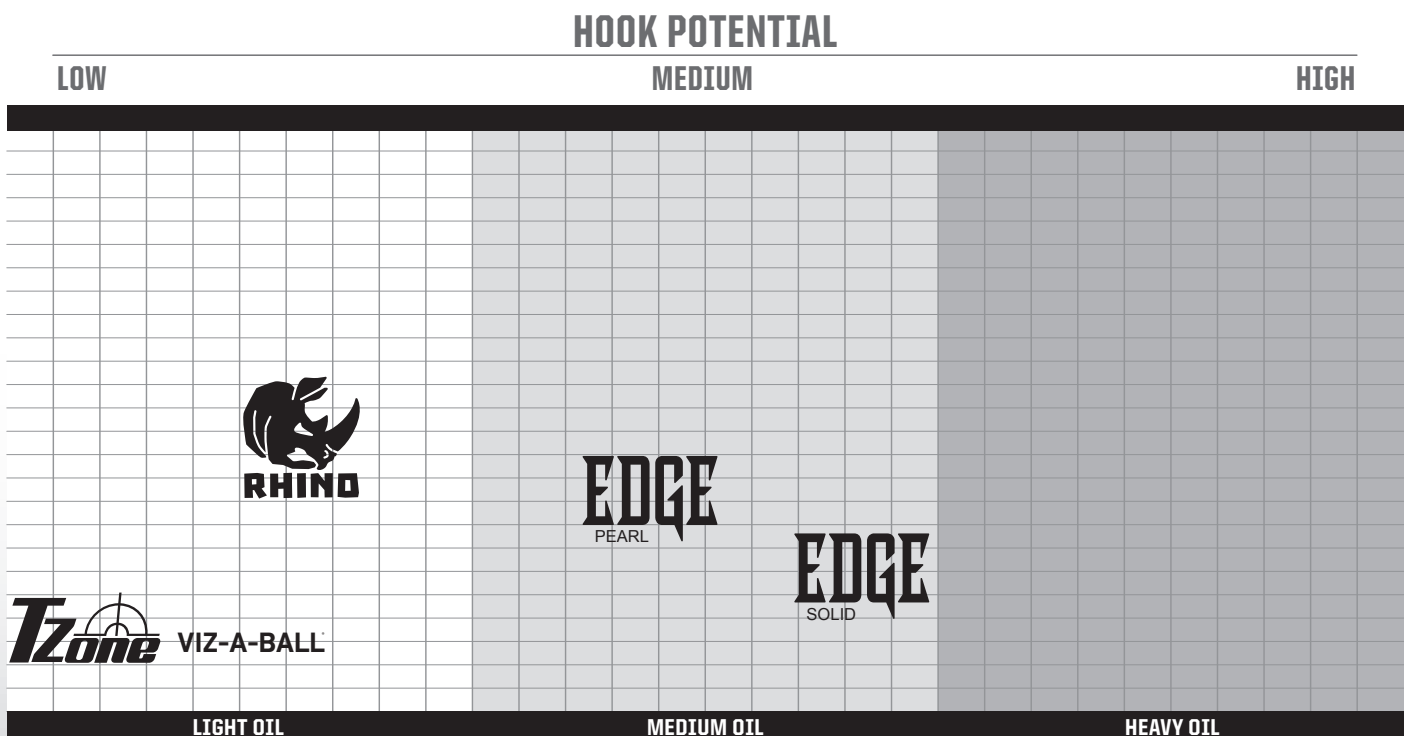 HOOK POTENTIAL
LOW MEDIUM HIGH
RHINO
EDGE
PEARL
EDGE
SOLID
TZone VIZ-A-BALL
LIGHT OIL MEDIUM OIL HEAVY OIL